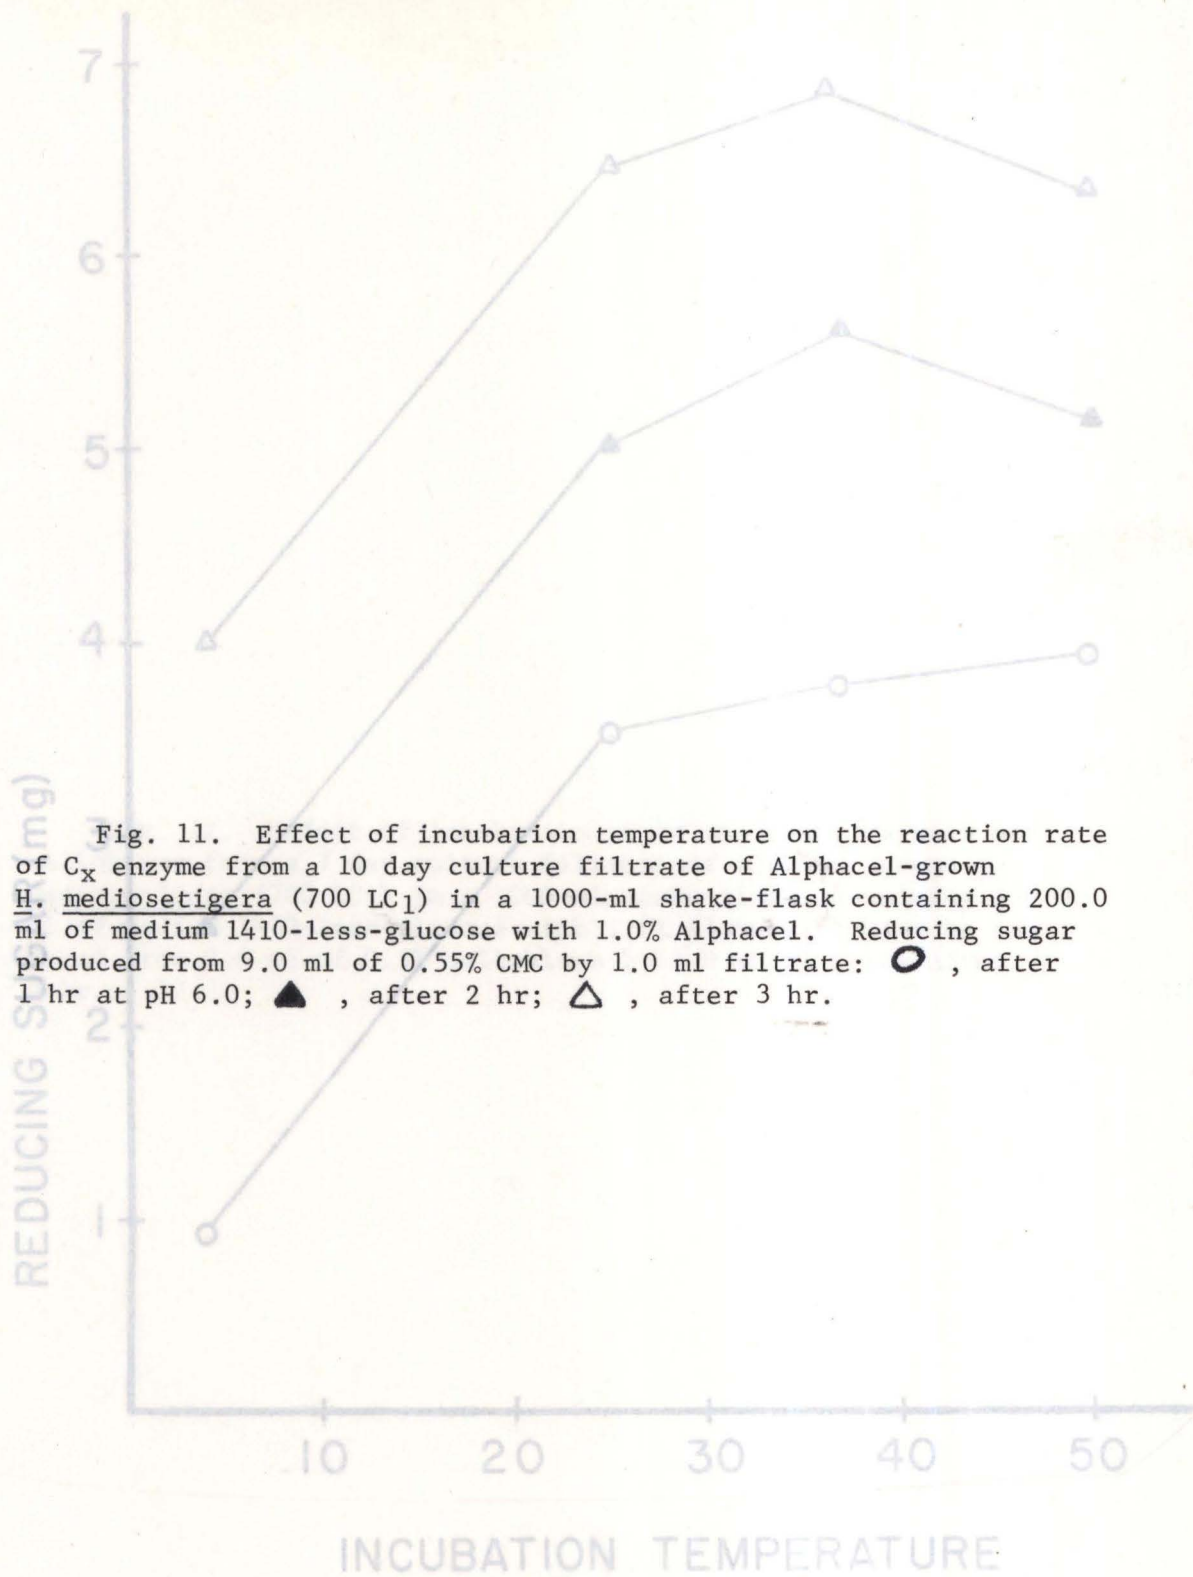 7
6
5
4
3
Fig. 11. Effect of incubation temperature on the reaction rate
of Cx enzyme from a 10 day culture filtrate of Alphacel-grown
H. mediosetigera (700 LC1) in a 1000-ml shake-flask containing 200.0
ml of medium 1410-less-glucose with 1.0% Alphacel. Reducing sugar
produced from 9.0 ml of 0.55% CMC by 1.0 ml filtrate: O , after
1 hr at pH 6.0; ▲ , after 2 hr; △ , after 3 hr.
2
1
REDUCING SUGAR (mg)
10 20 30 40 50
INCUBATION TEMPERATURE